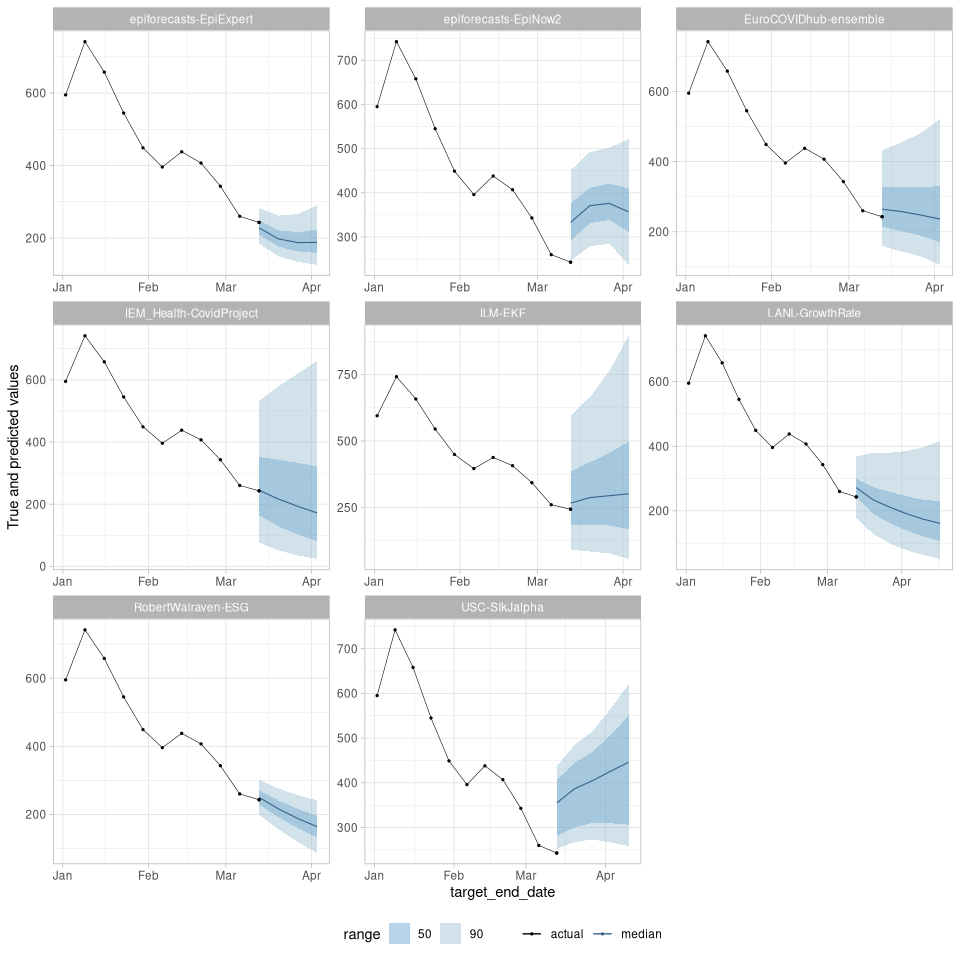 epiforecasts-EpiExpert
epiforecasts-EpiNow2
EuroCOVIDhub-ensemble
600
400
200
Jan Feb Mar Apr
700
600
500
400
300
Jan Feb Mar Apr
600
400
200
Jan Feb Mar Apr
True and predicted values
IEM_Health-CovidProject
ILM-EKF
LANL-GrowthRate
600
400
200
0
Jan Feb Mar Apr
750
500
250
Jan Feb Mar Apr
600
400
200
Jan Feb Mar Apr
RobertWalraven-ESG
USC-SIkJalpha
600
400
200
Jan Feb Mar Apr
700
600
500
400
300
Jan Feb Mar Apr
target_end_date
range 50 90 actual median